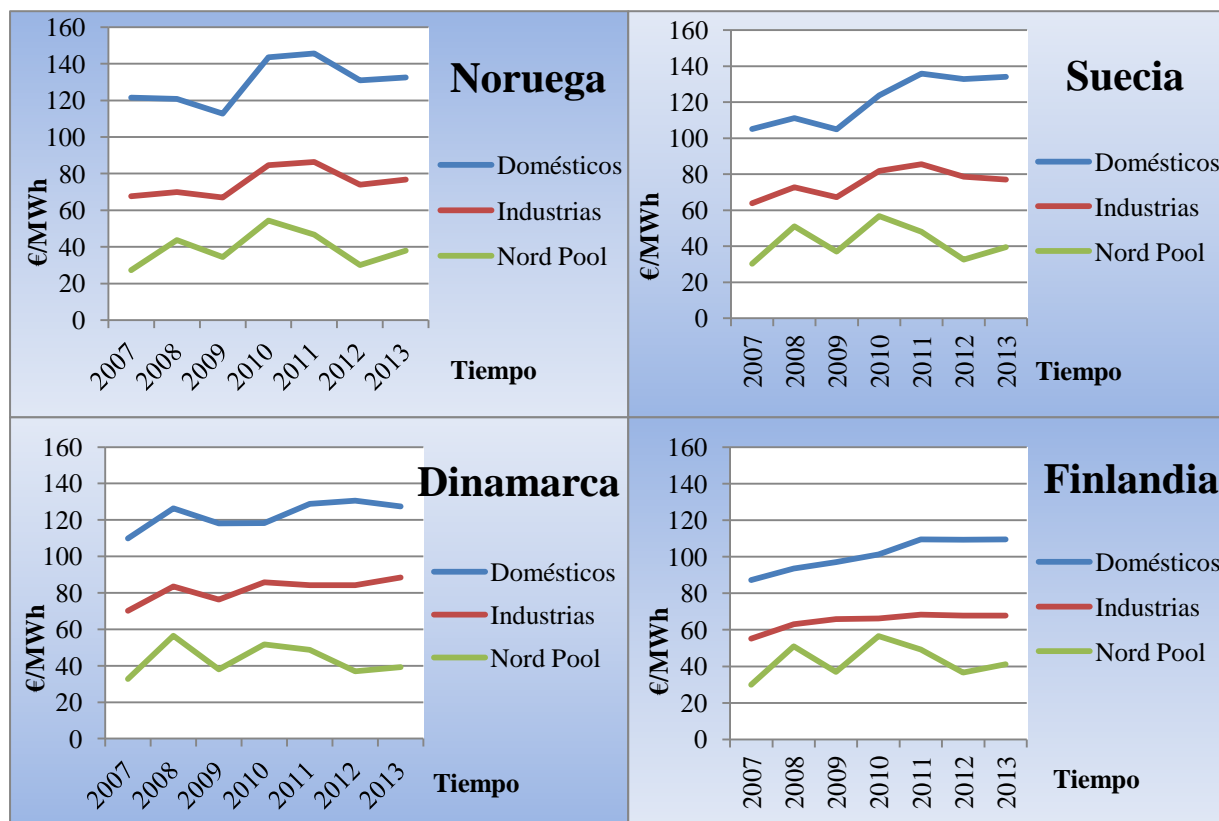 Noruega
€/MWh
160
140
120
100
80
60
40
20
0
2007
2008
2009
2010
2011
2012
2013
Tiempo
Domésticos
Industrias
Nord Pool
Suecia
€/MWh
160
140
120
100
80
60
40
20
0
2007
2008
2009
2010
2011
2012
2013
Tiempo
Domésticos
Industrias
Nord Pool
Dinamarca
€/MWh
160
140
120
100
80
60
40
20
0
2007
2008
2009
2010
2011
2012
2013
Tiempo
Domésticos
Industrias
Nord Pool
Finlandia
€/MWh
160
140
120
100
80
60
40
20
0
2007
2008
2009
2010
2011
2012
2013
Tiempo
Domésticos
Industrias
Nord Pool